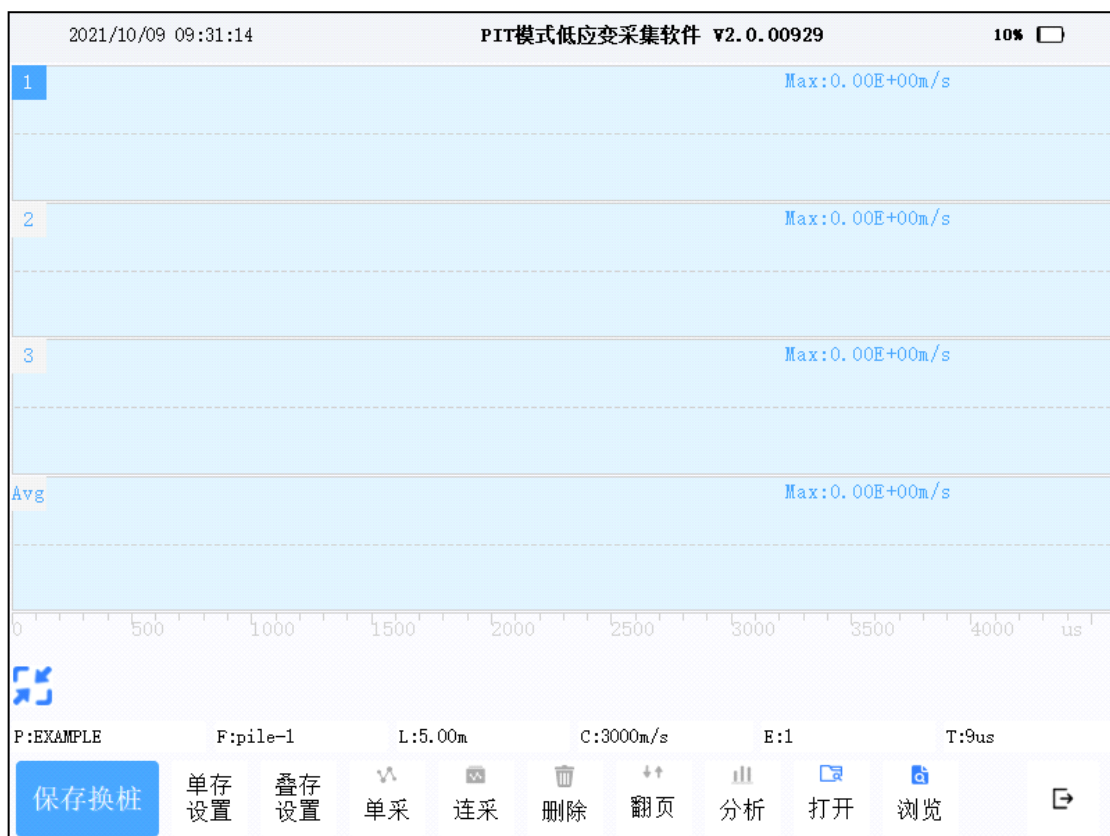 2021/10/09 09:31:14 PIT模式低应变采集软件 V2.0.00929 10%
1 Max:0.00E+00m/s
2 Max:0.00E+00m/s
3 Max:0.00E+00m/s
Avg Max:0.00E+00m/s
0 500 1000 1500 2000 2500 3000 3500 4000 us
P:EXAMPLE F:pile-1 L:5.00m C:3000m/s E:1 T:9us
保存换桩
单存
设置
叠存
设置
单采
连采
删除
翻页
分析
打开
浏览